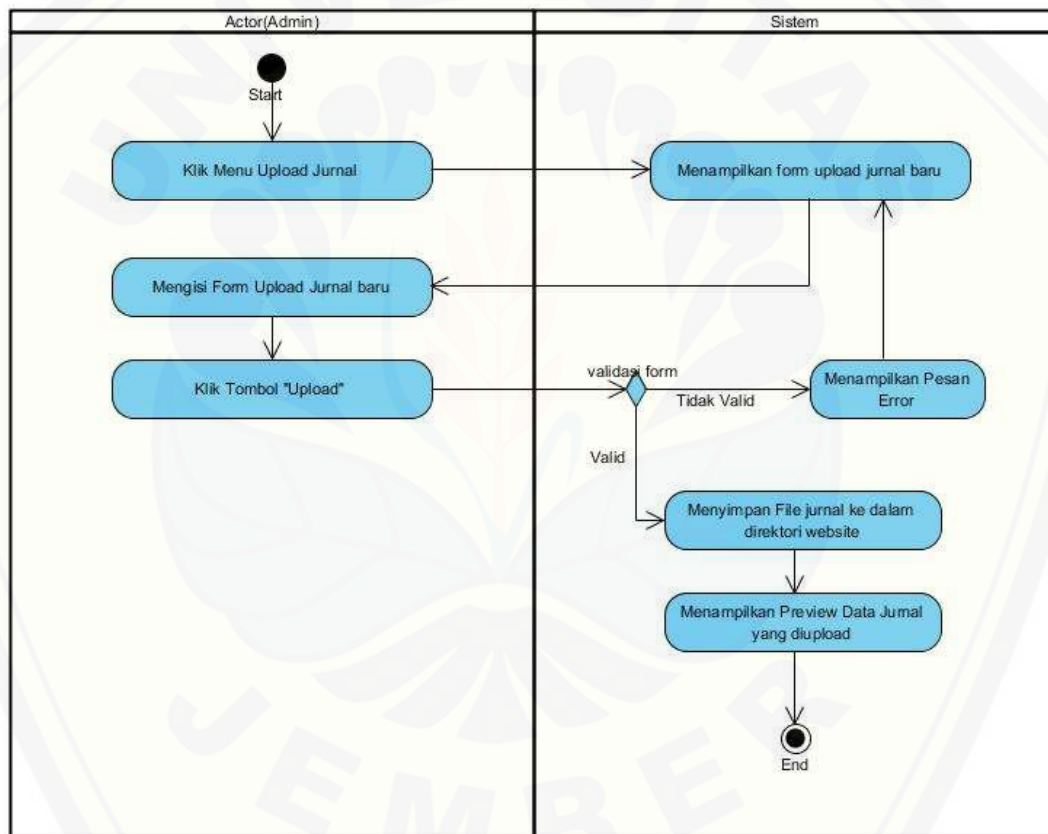 Actor(Admin)
Sistem
Start
Klik Menu Upload Jurnal
Menampilkan form upload jurnal baru
Mengisi Form Upload Jurnal baru
Klik Tombol "Upload"
validasi form
Tidak Valid
Menampilkan Pesan
Error
Valid
Menyimpan File jurnal ke dalam
direktori website
Menampilkan Preview Data Jurnal
yang diupload
End
JEMBER